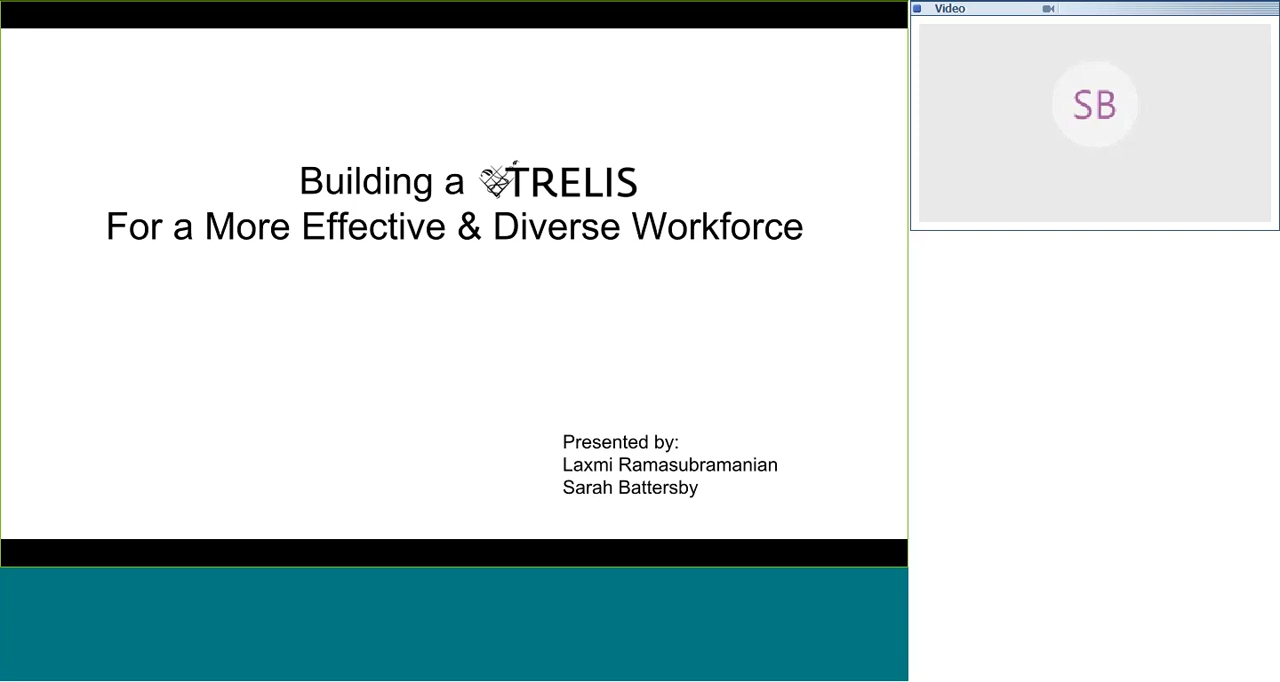 Building a TRELIS
For a More Effective & Diverse Workforce
Presented by:
Laxmi Ramasubramanian
Sarah Battersby
Video
SB